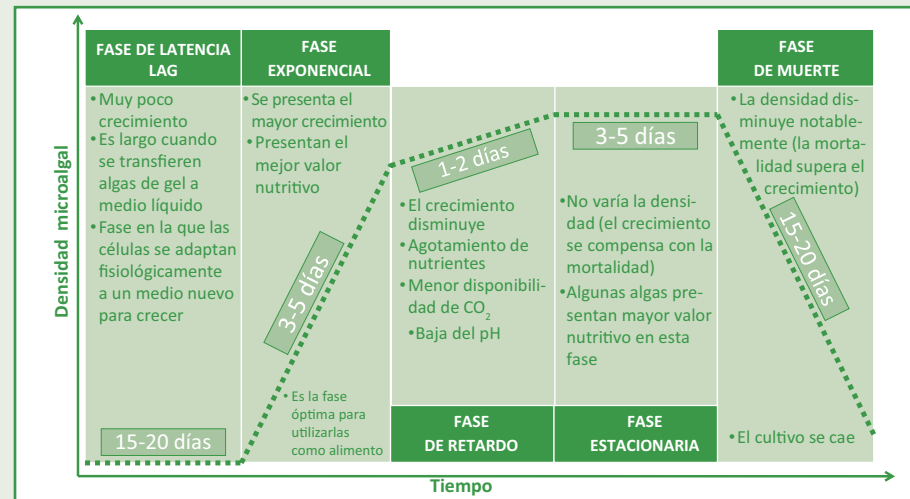 Densidad microalgal
FASE DE LATENCIA
LAG
• Muy poco
crecimiento
• Es largo cuando
se transfieren
algas de gel a
medio líquido
• Fase en la que las
células se adaptan
fisiológicamente
a un medio nuevo
para crecer
15-20 días
FASE
EXPONENCIAL
• Se presenta el
mayor crecimiento
• Presentan el
mejor valor
nutritivo
3-5 días
• Es la fase
óptima para
utilizarlas
como alimento
1-2 días
• El crecimiento
disminuye
• Agotamiento de
nutrientes
• Menor disponibili-
dad de CO₂
• Baja del pH
FASE
DE RETARDO
3-5 días
• No varía la densi-
dad (el crecimiento
se compensa con la
mortalidad)
• Algunas algas pre-
sentan mayor valor
nutritivo en esta
fase
FASE
ESTACIONARIA
FASE
DE MUERTE
• La densidad dis-
minuye notable-
mente (la morta-
lidad supera el
crecimiento)
15-20 días
• El cultivo se cae
Tiempo